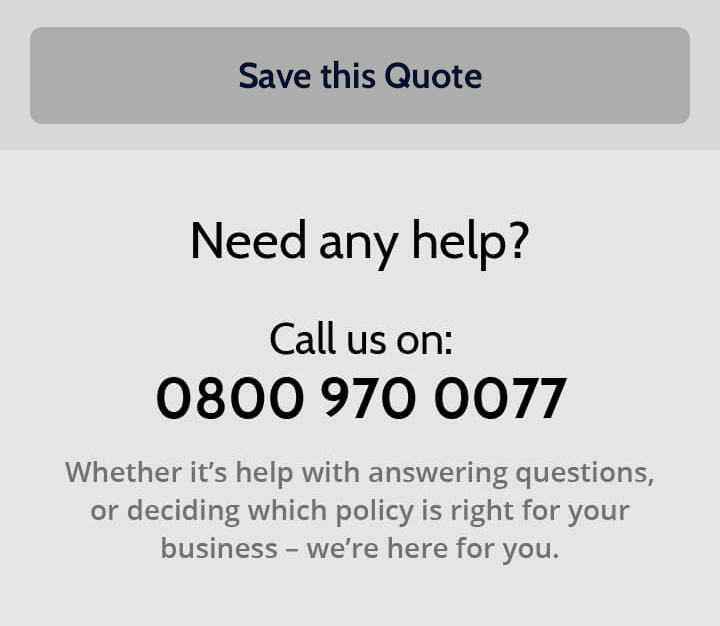 Save this Quote
Need any help?
Call us on:
0800 970 0077
Whether it’s help with answering questions,
or deciding which policy is right for your
business – we’re here for you.